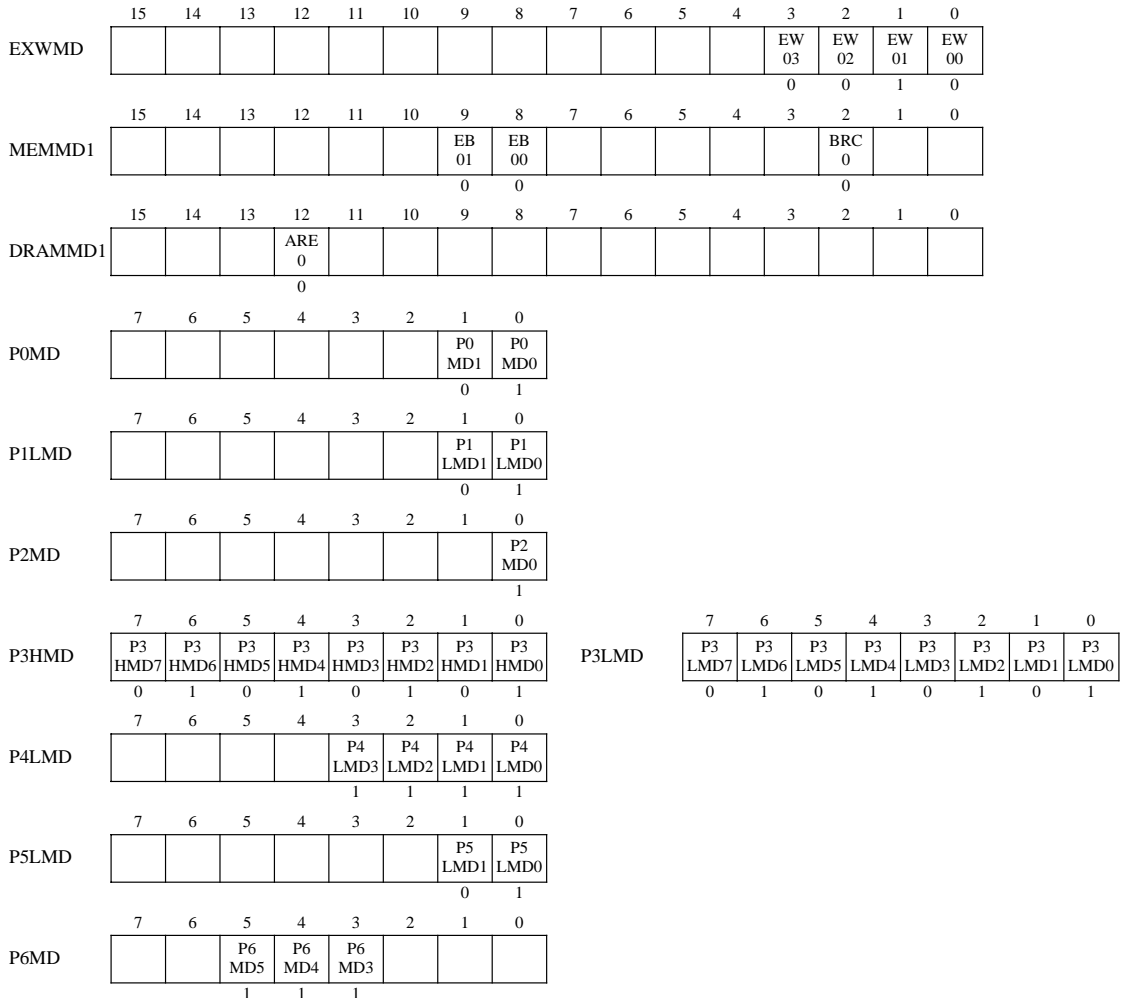 15 14 13 12 11 10 9 8 7 6 5 4 3 2 1 0
EXWMD
EW 03 EW 02 EW 01 EW 00
0 0 1 0
15 14 13 12 11 10 9 8 7 6 5 4 3 2 1 0
MEMMD1
EB 01 EB 00 BRC 0
0 0 0
15 14 13 12 11 10 9 8 7 6 5 4 3 2 1 0
DRAMMD1
ARE 0
0
7 6 5 4 3 2 1 0
P0MD
P0 MD1 P0 MD0
0 1
7 6 5 4 3 2 1 0
P1LMD
P1 LMD1 P1 LMD0
0 1
7 6 5 4 3 2 1 0
P2MD
P2 MD0
1
7 6 5 4 3 2 1 0
P3HMD
P3 HMD7 P3 HMD6 P3 HMD5 P3 HMD4 P3 HMD3 P3 HMD2 P3 HMD1 P3 HMD0
0 1 0 1 0 1 0 1
7 6 5 4 3 2 1 0
P3LMD
P3 LMD7 P3 LMD6 P3 LMD5 P3 LMD4 P3 LMD3 P3 LMD2 P3 LMD1 P3 LMD0
0 1 0 1 0 1 0 1
7 6 5 4 3 2 1 0
P4LMD
P4 LMD3 P4 LMD2 P4 LMD1 P4 LMD0
1 1 1 1
7 6 5 4 3 2 1 0
P5LMD
P5 LMD1 P5 LMD0
0 1
7 6 5 4 3 2 1 0
P6MD
P6 MD5 P6 MD4 P6 MD3
1 1 1